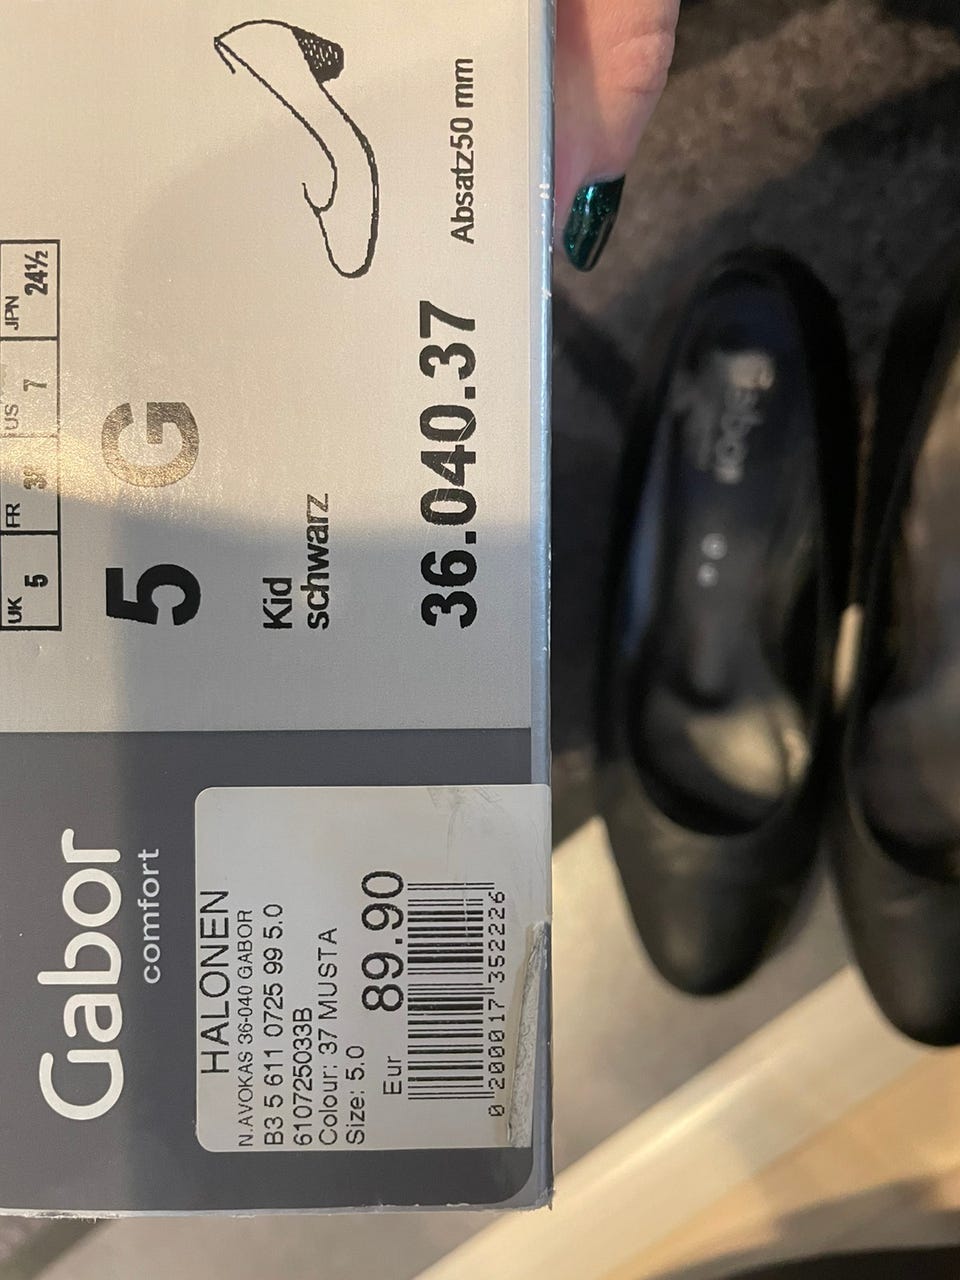 Gabor
comfort
UK FR US JPN
5 7 24½
5 G
Kid
schwarz
36.040.37
Absatz50 mm
HALONEN
N.AVOKAS 36-040 GABOR
B3 5 611 0725 99 5.0
610725033B
Colour: 37 MUSTA
Size: 5.0
Eur 89.90
0 200017 352226
Gabor